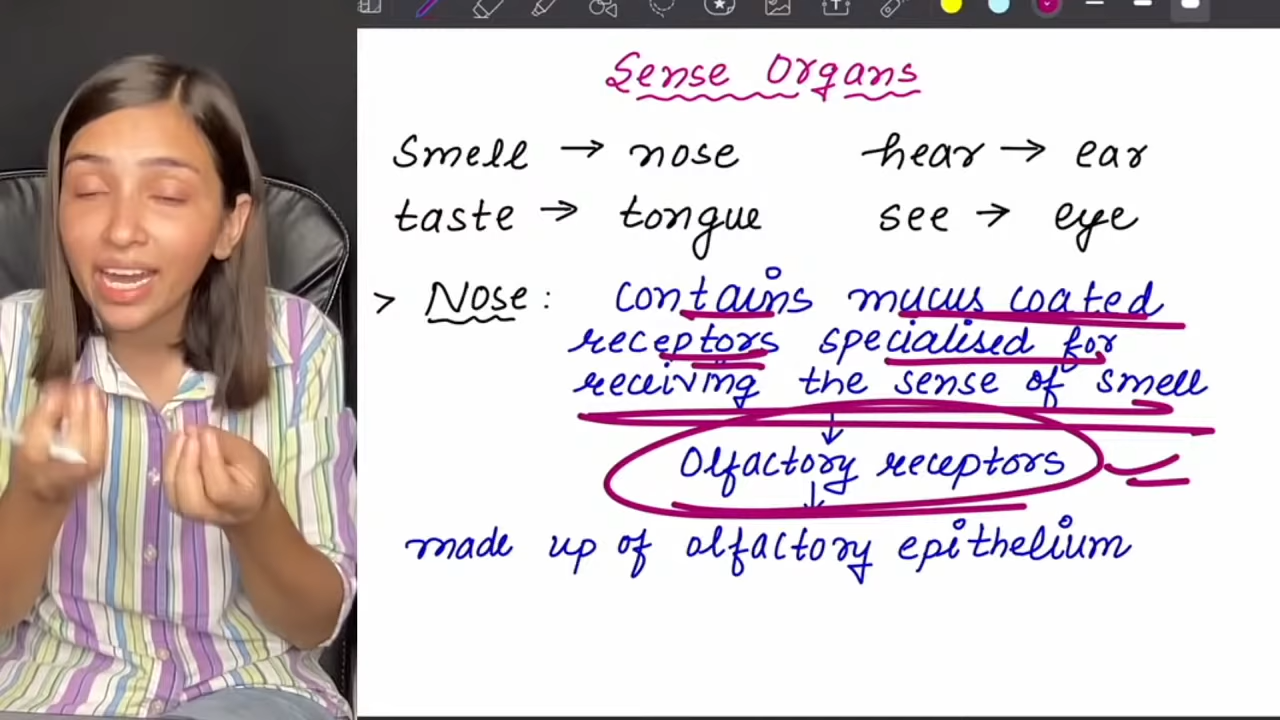 Sense Organs
Smell → nose hear → ear
taste → tongue see → eye
> Nose: contains mucus coated
receptors specialised for
receiving the sense of smell
↓
Olfactory receptors
↓
made up of olfactory epithelium